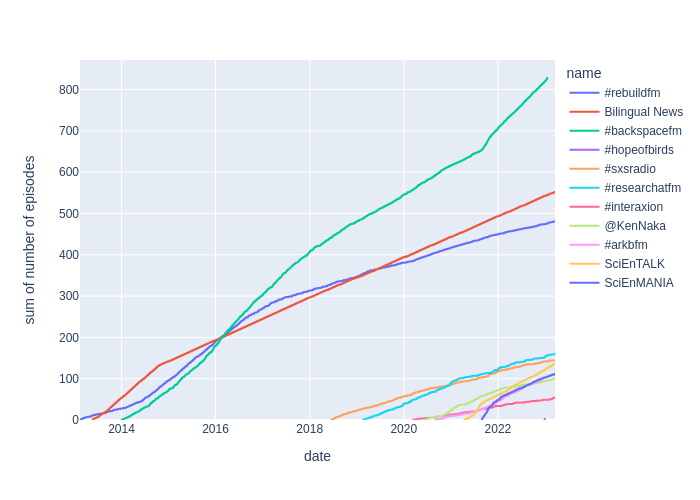 name
#rebuildfm
Bilingual News
#backspacefm
#hopeofbirds
#sxsradio
#researchatfm
#interaxion
@KenNaka
#arkbfm
SciEnTALK
SciEnMANIA
800
700
600
500
400
300
200
100
0
2014 2016 2018 2020 2022
date
sum of number of episodes